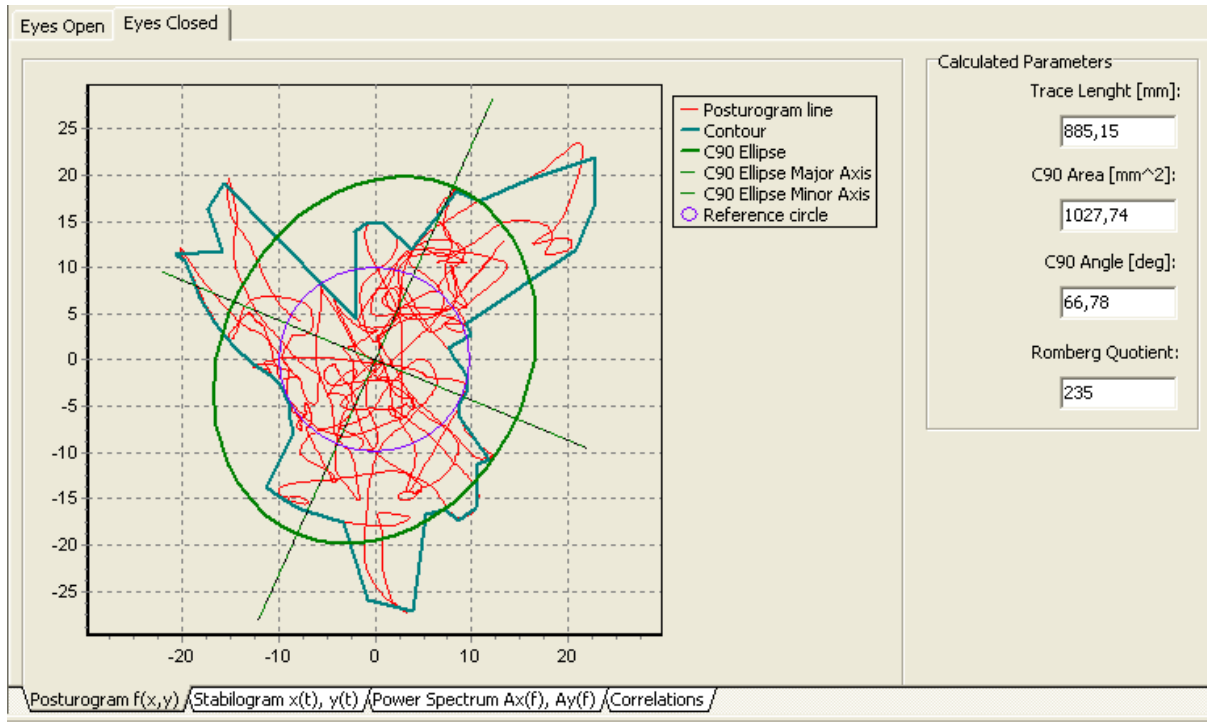 Eyes Open Eyes Closed
Calculated Parameters
Trace Lenght [mm]:
885,15
C90 Area [mm^2]:
1027,74
C90 Angle [deg]:
66,78
Romberg Quotient:
235
Posturogram line
Contour
C90 Ellipse
C90 Ellipse Major Axis
C90 Ellipse Minor Axis
Reference circle
25
20
15
10
5
0
-5
-10
-15
-20
-25
-20 -10 0 10 20
Posturogram f(x,y) Stabilogram x(t), y(t) Power Spectrum Ax(f), Ay(f) Correlations